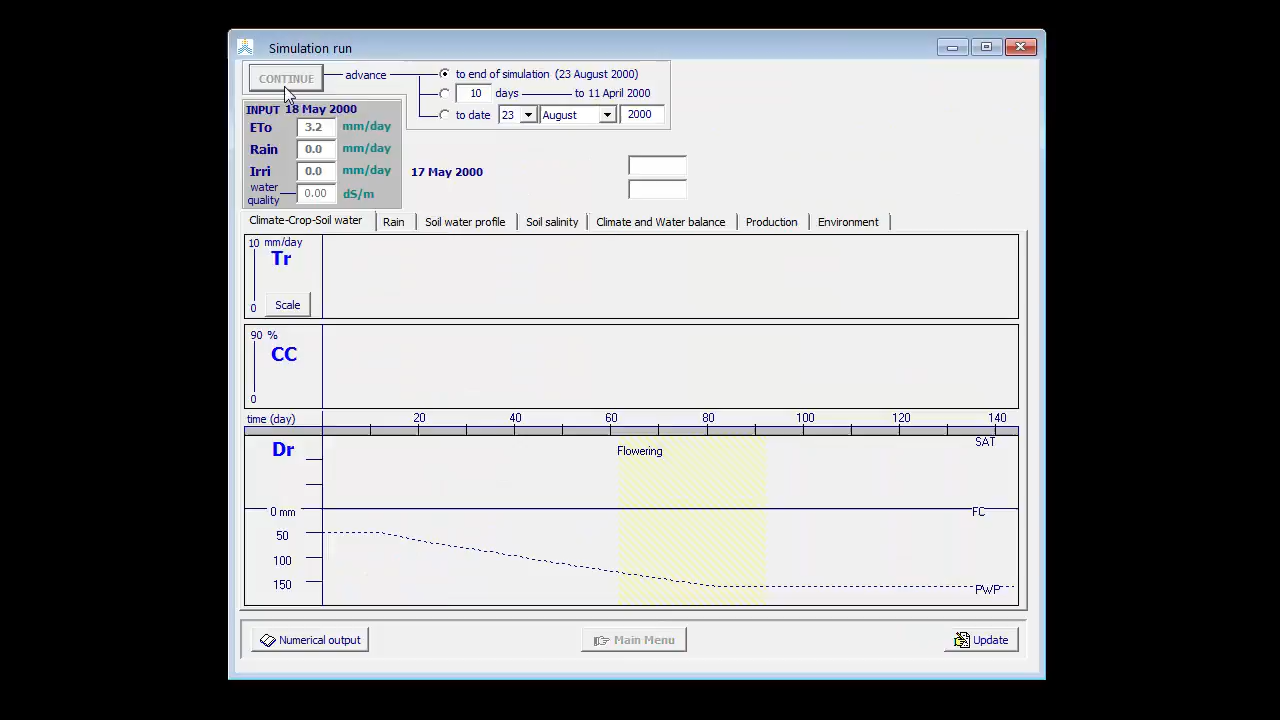 Simulation run
CONTINUE
advance
to end of simulation (23 August 2000)
10 days to 11 April 2000
to date 23 August 2000
INPUT 18 May 2000
ETo 3.2 mm/day
Rain 0.0 mm/day
Irri 0.0 mm/day
water quality 0.00 dS/m
17 May 2000
Climate-Crop-Soil water Rain Soil water profile Soil salinity Climate and Water balance Production Environment
10 mm/day
Tr
0 Scale
90 %
CC
0
time (day) 20 40 60 80 100 120 140
Dr
SAT
Flowering
0 mm FC
50
100
150
PWP
Numerical output Main Menu Update